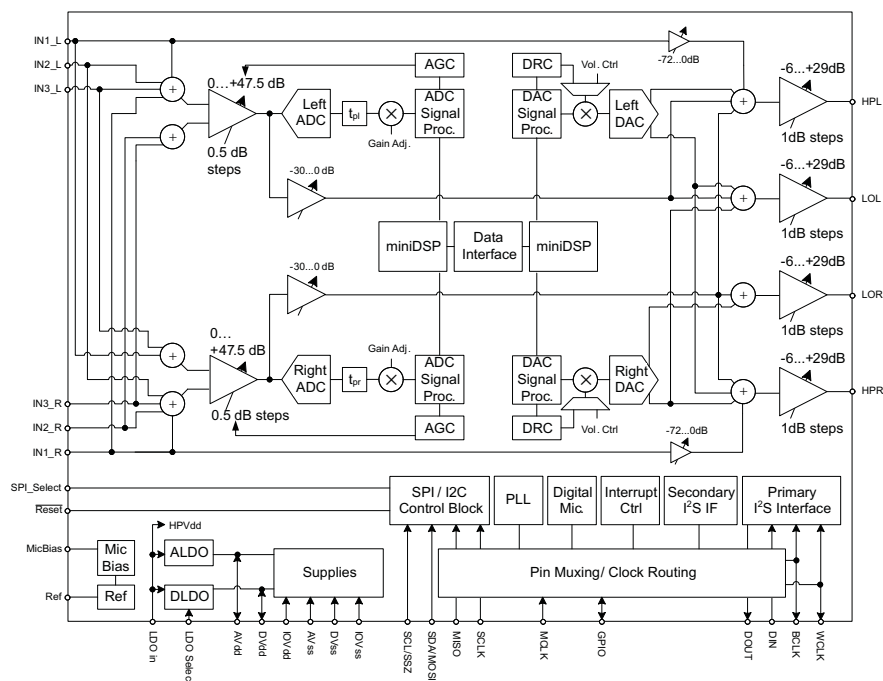 IN1_L
IN2_L
IN3_L
-72...0dB
0…+47.5 dB
AGC
DRC
Vol. Ctrl
-6...+29dB
Left
ADC
tpl
Gain Adj.
ADC
Signal
Proc.
DAC
Signal
Proc.
Left
DAC
HPL
0.5 dB
steps
1dB steps
-30...0 dB
-6...+29dB
LOL
1dB steps
miniDSP
Data
Interface
miniDSP
-30...0 dB
-6...+29dB
LOR
1dB steps
0…
+47.5 dB
Gain Adj.
Right
ADC
tpr
ADC
Signal
Proc.
DAC
Signal
Proc.
Right
DAC
-6...+29dB
HPR
1dB steps
IN3_R
IN2_R
IN1_R
0.5 dB steps
AGC
DRC
Vol. Ctrl
-72...0dB
SPI_Select
Reset
SPI / I2C
Control Block
PLL
Digital
Mic.
Interrupt
Ctrl
Secondary
I²S IF
Primary
I²S Interface
HPVdd
MicBias
Mic
Bias
ALDO
Supplies
Pin Muxing/ Clock Routing
Ref
Ref
DLDO
LDO in
LDO Selec
AVdd
DVdd
IOVdd
AVss
DVss
IOVss
SCL/SSZ
SDA/MOSI
MISO
SCLK
MCLK
GPIO
DOUT
DIN
BCLK
WCLK